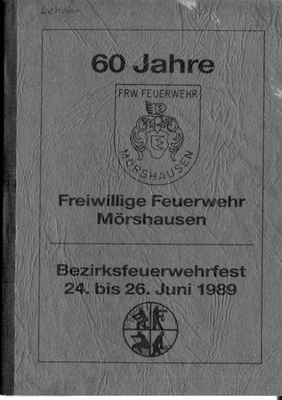 60 Jahre
FRW. FEUERWEHR
MÖRSHAUSEN
Freiwillige Feuerwehr
Mörshausen
Bezirksfeuerwehrfest
24. bis 26. Juni 1989